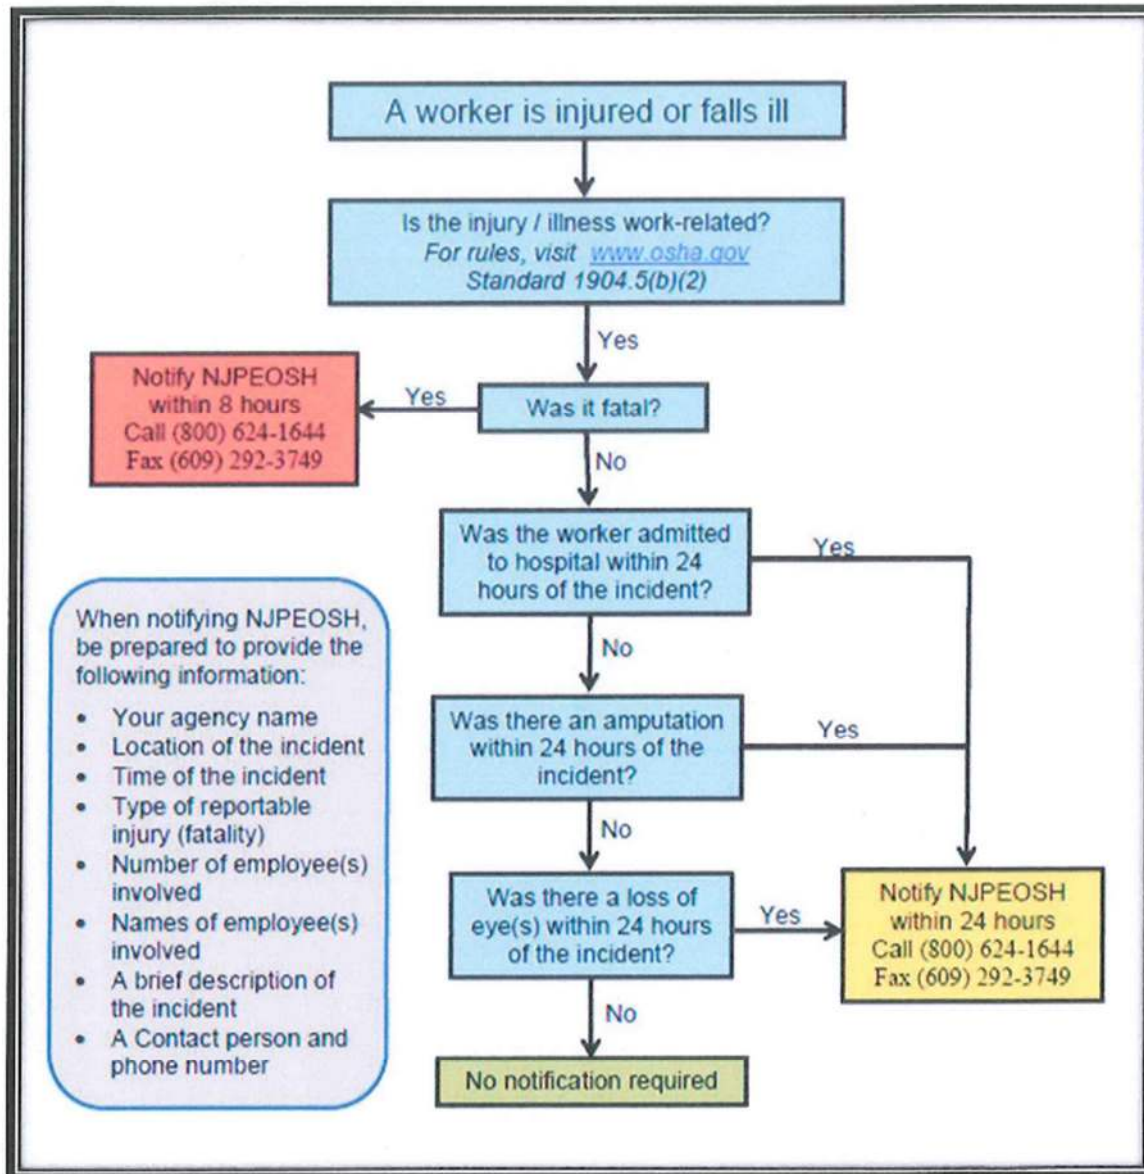 A worker is injured or falls ill
Is the injury / illness work-related?
For rules, visit www.osha.gov
Standard 1904.5(b)(2)
Yes
Was it fatal?
Yes
Notify NJPEOSH
within 8 hours
Call (800) 624-1644
Fax (609) 292-3749
No
Was the worker admitted
to hospital within 24
hours of the incident?
Yes
No
Was there an amputation
within 24 hours of the
incident?
Yes
No
Was there a loss of
eye(s) within 24 hours
of the incident?
Yes
Notify NJPEOSH
within 24 hours
Call (800) 624-1644
Fax (609) 292-3749
No
No notification required
When notifying NJPEOSH,
be prepared to provide the
following information:
• Your agency name
• Location of the incident
• Time of the incident
• Type of reportable
injury (fatality)
• Number of employee(s)
involved
• Names of employee(s)
involved
• A brief description of
the incident
• A Contact person and
phone number